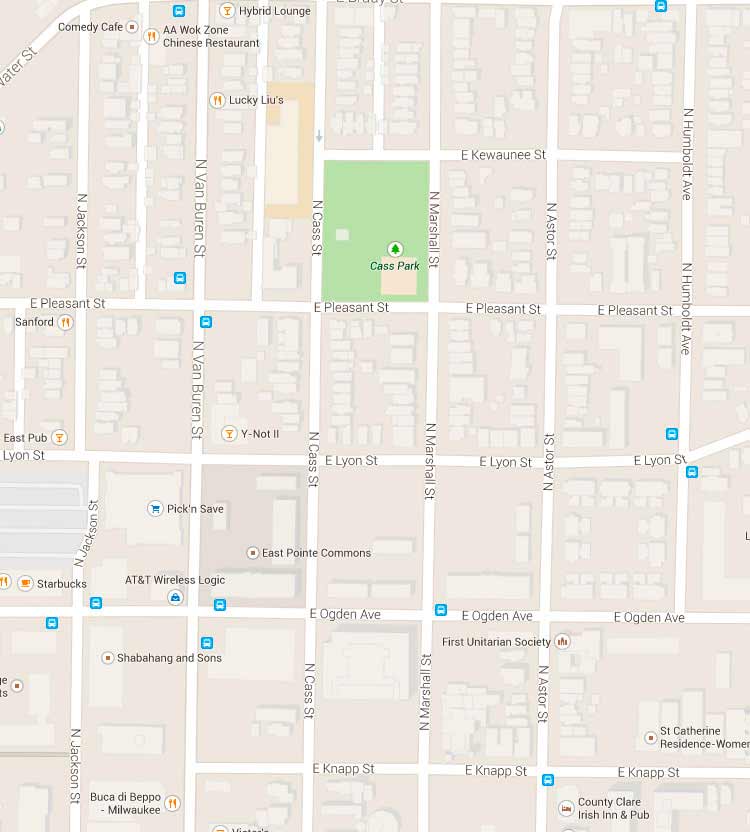 E Brady St
Hybrid Lounge
Comedy Cafe
AA Wok Zone
Chinese Restaurant
Water St
Lucky Liu's
N Humboldt Ave
E Kewaunee St
N Van Buren St
N Jackson St
N Cass St
N Marshall St
N Astor St
Cass Park
N Humboldt Ave
E Pleasant St
E Pleasant St
E Pleasant St
E Pleasant St
Sanford
N Van Buren St
East Pub
Y-Not II
N Cass St
N Marshall St
N Astor St
Lyon St
E Lyon St
E Lyon St
E Lyon St
Pick'n Save
N Jackson St
East Pointe Commons
Starbucks
AT&T Wireless Logic
E Ogden Ave
E Ogden Ave
E Ogden Ave
First Unitarian Society
Shabahang and Sons
N Cass St
N Marshall St
N Astor St
N Jackson St
St Catherine
Residence-Women
E Knapp St
E Knapp St
E Knapp St
Buca di Beppo
- Milwaukee
County Clare
Irish Inn & Pub